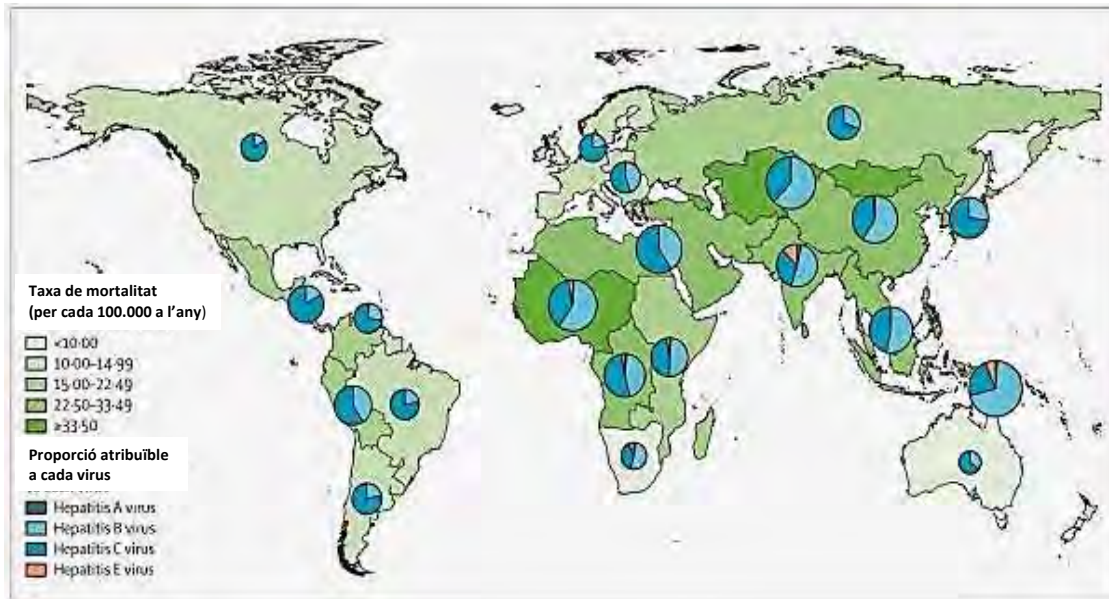 Taxa de mortalitat
(per cada 100.000 a l’any)
<10·00
10·00–14·99
15·00–22·49
22·50–33·49
≥33·50
Proporció atribuïble
a cada virus
Hepatitis A virus
Hepatitis B virus
Hepatitis C virus
Hepatitis E virus